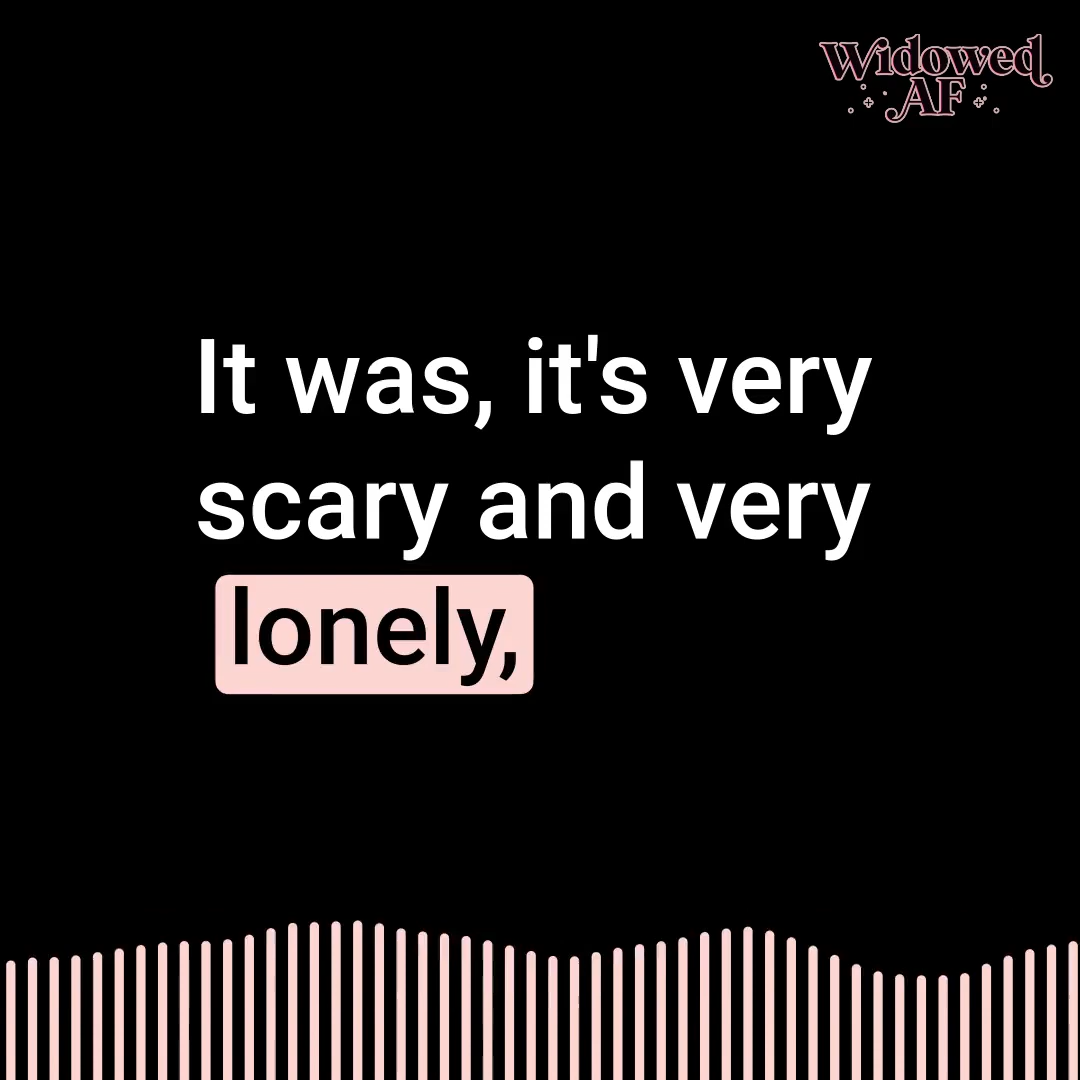 Widowed
AF
It was, it's very
scary and very
lonely,